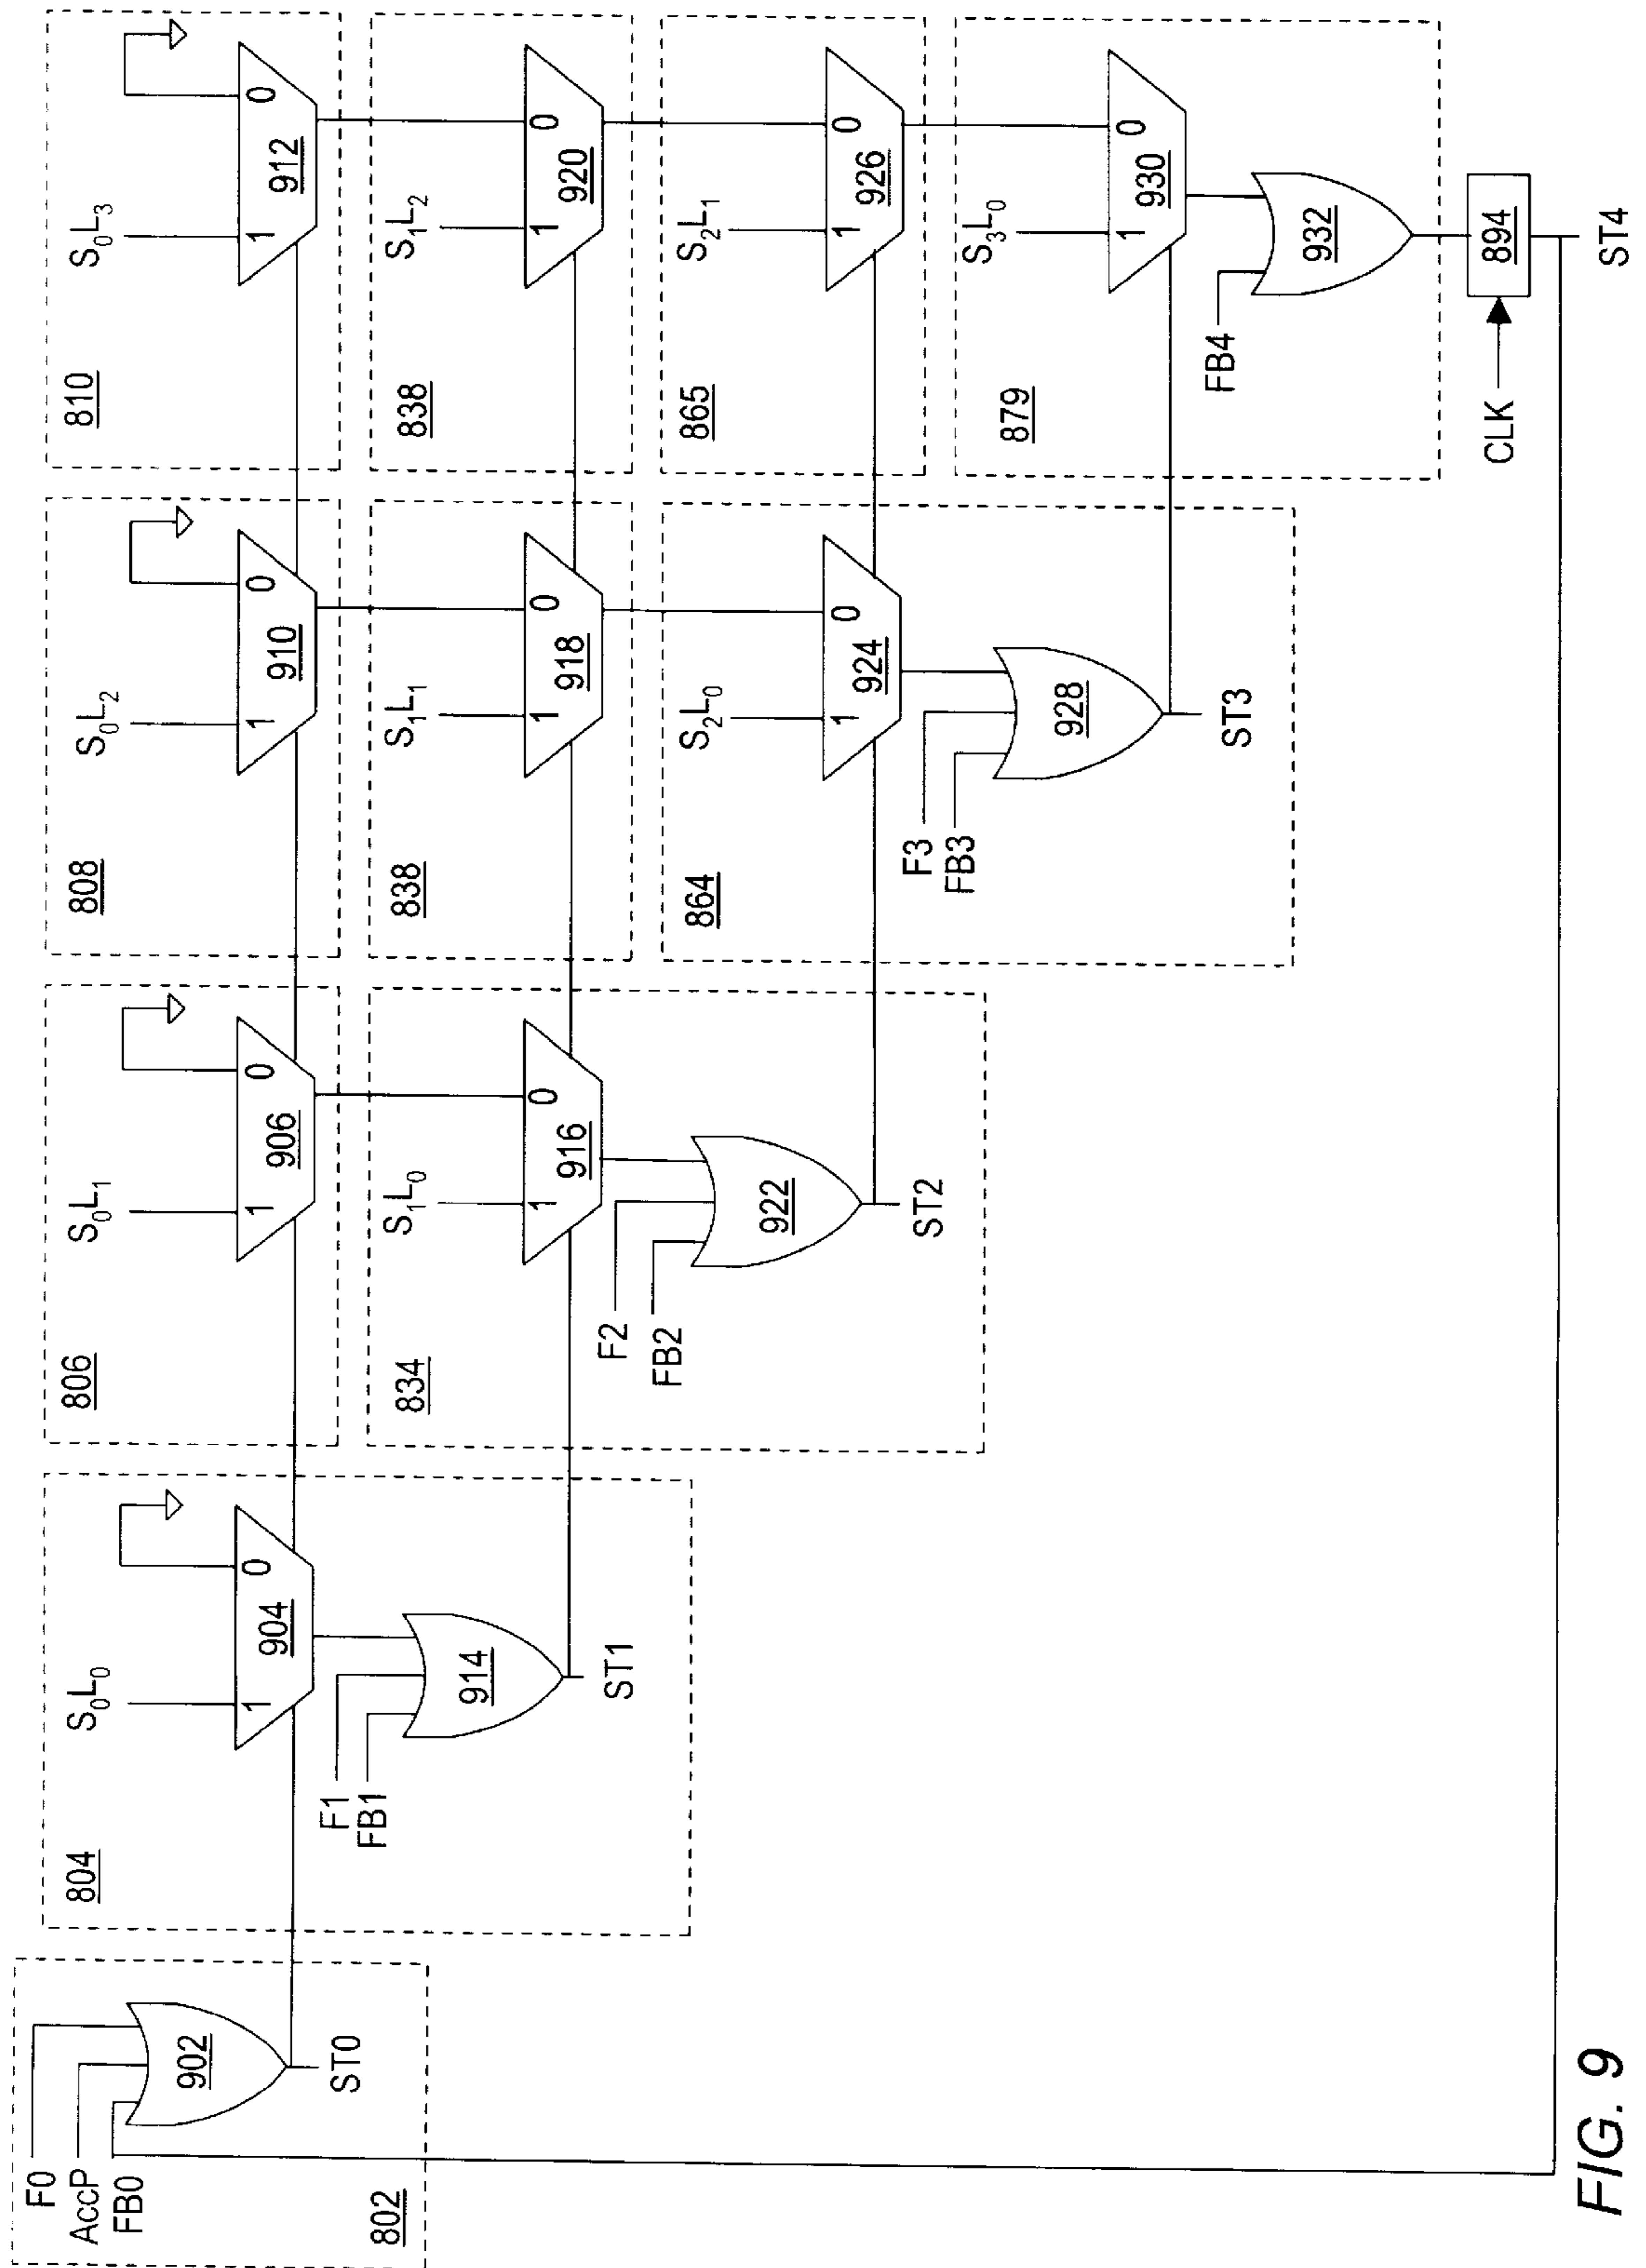 F0
AccP
FB0
902
ST0
802
S₀L₀
1
904
0
F1
FB1
914
ST1
804
S₀L₁
1
906
0
806
S₁L₀
1
916
0
F2
FB2
922
ST2
834
S₀L₂
1
910
0
808
S₁L₁
1
918
0
838
S₂L₀
1
924
0
F3
FB3
928
ST3
864
S₀L₃
1
912
0
810
S₁L₂
1
920
0
838
S₂L₁
1
926
0
865
S₃L₀
1
930
0
FB4
932
879
CLK
894
ST4
FIG. 9